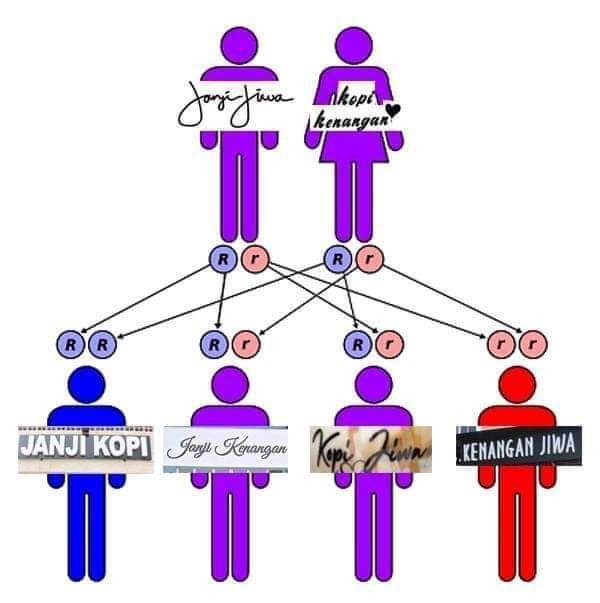 Janji Jiwa
kopi
kenangan
R r R r
R R R r R r r r
JANJI KOPI
Janji Kenangan
Kopi Jiwa
KENANGAN JIWA